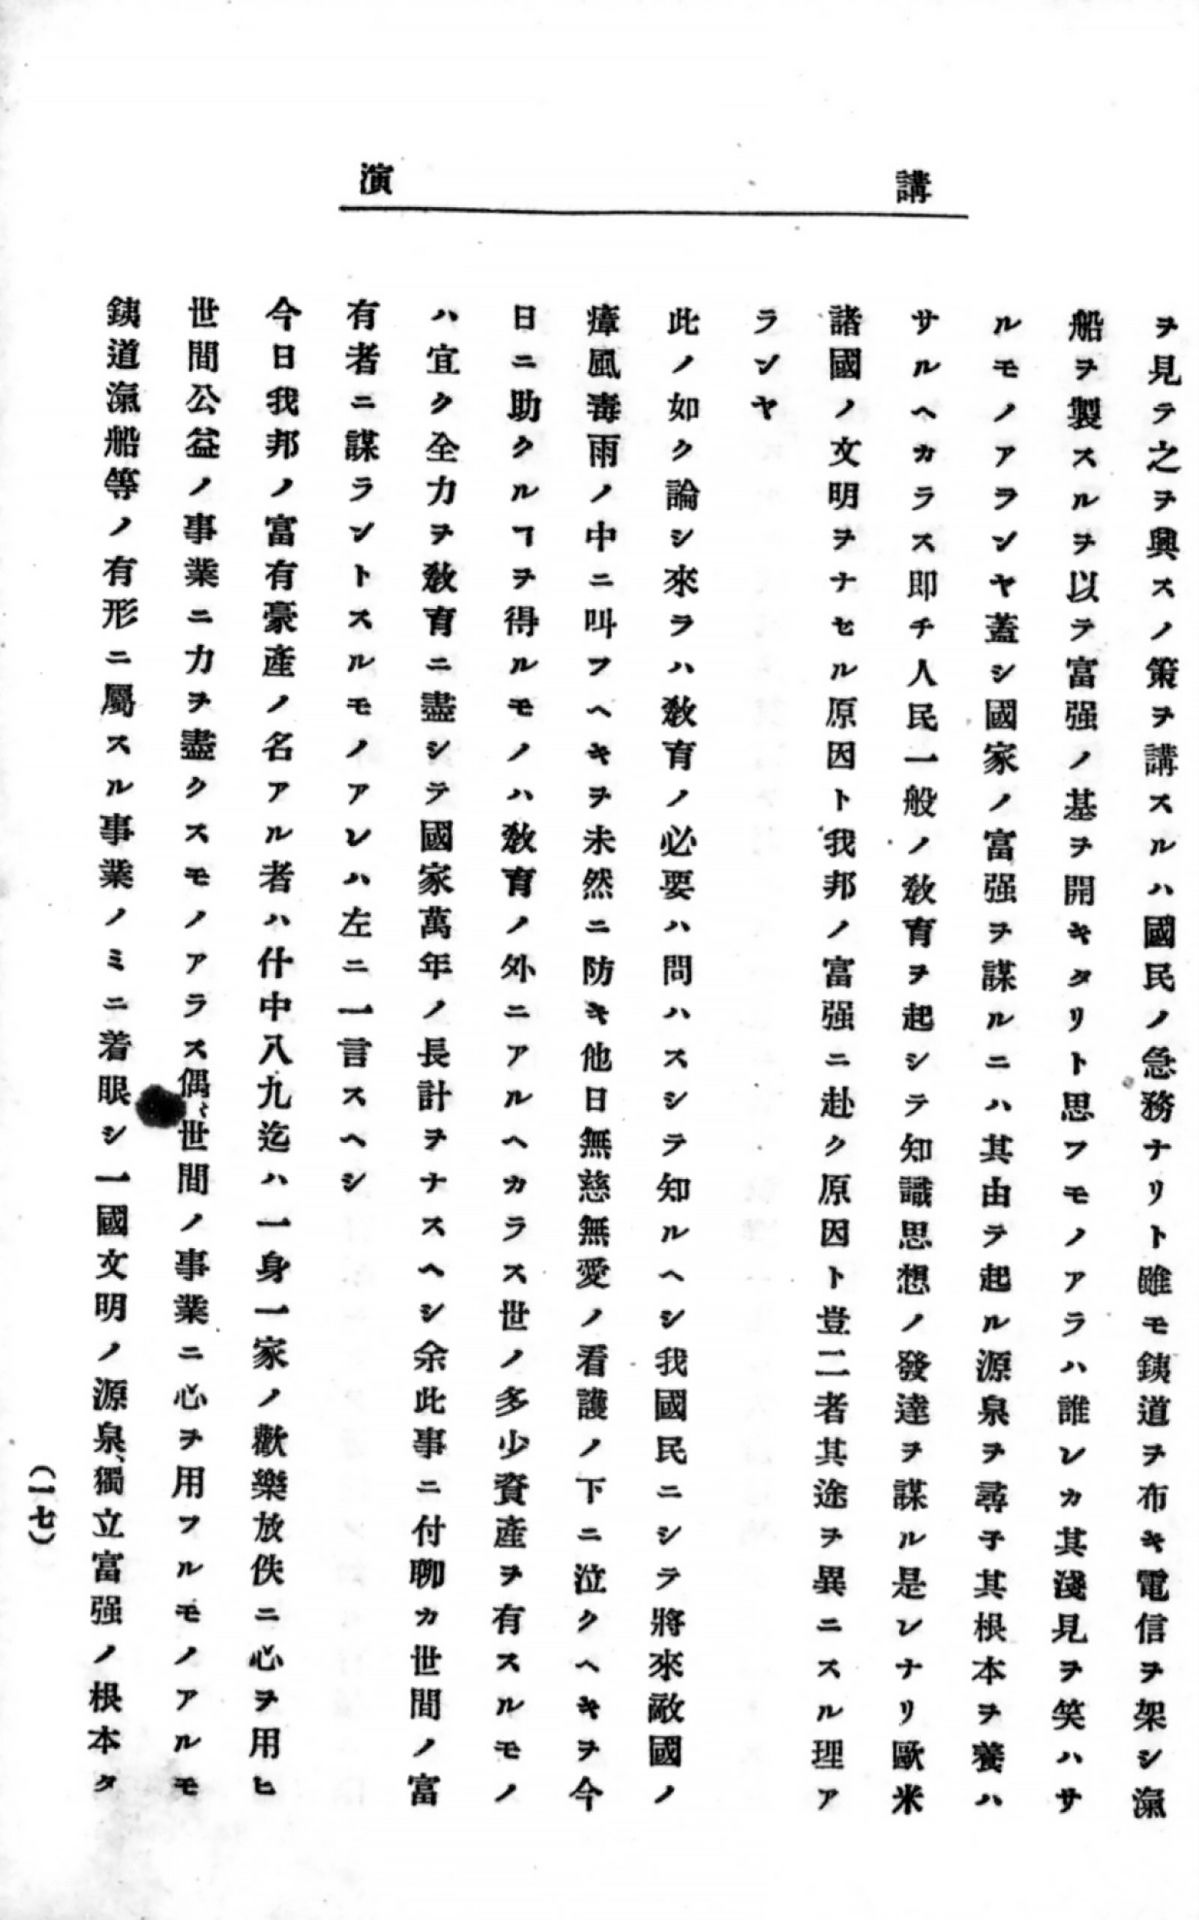 講演
ヲ見テ之ヲ興スノ策ヲ講スルハ國民ノ急務ナリト雖モ銕道ヲ布キ電信ヲ架シ滊
船ヲ製スルヲ以テ富强ノ基ヲ開キタリト思フモノアラハ誰レカ其淺見ヲ笑ハサ
ルモノアランヤ蓋シ國家ノ富强ヲ謀ルニハ其由テ起ル源泉ヲ尋子其根本ヲ養ハ
サルヘカラス即チ人民一般ノ敎育ヲ起シテ知識思想ノ發達ヲ謀ル是レナリ歐米
諸國ノ文明ヲナセル原因ト我邦ノ富强ニ赴ク原因ト豈二者其途ヲ異ニスル理ア
ランヤ
此ノ如ク論シ來ラハ敎育ノ必要ハ問ハスシテ知ルヘシ我國民ニシテ將來敵國ノ
瘴風毒雨ノ中ニ叫フヘキヲ未然ニ防キ他日無慈無愛ノ看護ノ下ニ泣クヘキヲ今
日ニ助クルヿヲ得ルモノハ敎育ノ外ニアルヘカラス世ノ多少資產ヲ有スルモノ
ハ宜ク全力ヲ敎育ニ盡シテ國家萬年ノ長計ヲナスヘシ余此事ニ付聊カ世間ノ富
有者ニ謀ラントスルモノアレハ左ニ一言スヘシ
今日我邦ノ富有豪產ノ名アル者ハ什中八九迄ハ一身一家ノ歡樂放佚ニ心ヲ用ヒ
世間公益ノ事業ニ力ヲ盡クスモノアラス偶〻世間ノ事業ニ心ヲ用フルモノアルモ
銕道滊船等ノ有形ニ屬スル事業ノミニ着眼シ一國文明ノ源泉、獨立富强ノ根本タ
(一七)